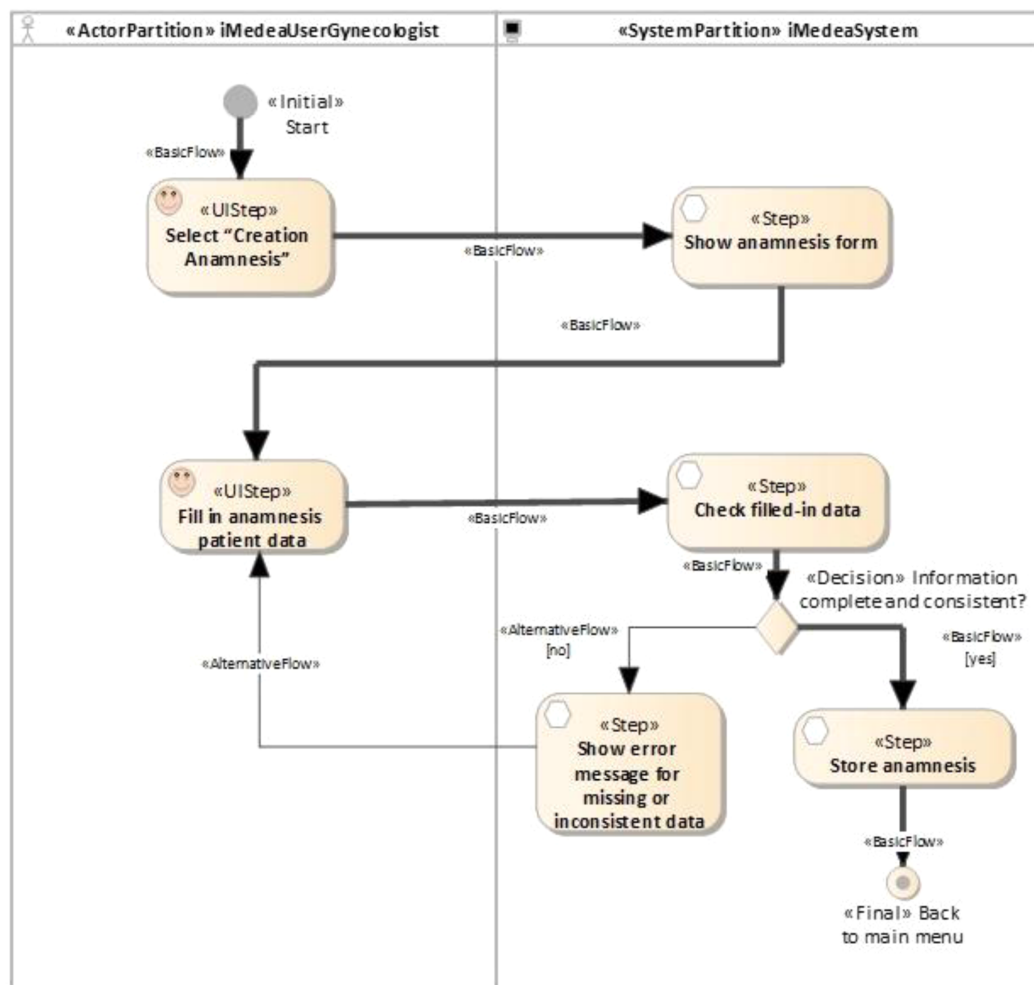 «ActorPartition» iMedeaUserGynecologist
«SystemPartition» iMedeaSystem
«Initial»
Start
«BasicFlow»
«UIStep»
Select “Creation
Anamnesis”
«BasicFlow»
«Step»
Show anamnesis form
«BasicFlow»
«UIStep»
Fill in anamnesis
patient data
«BasicFlow»
«Step»
Check filled-in data
«BasicFlow»
«Decision» Information
complete and consistent?
«AlternativeFlow»
[no]
«BasicFlow»
[yes]
«AlternativeFlow»
«Step»
Show error
message for
missing or
inconsistent data
«Step»
Store anamnesis
«BasicFlow»
«Final» Back
to main menu